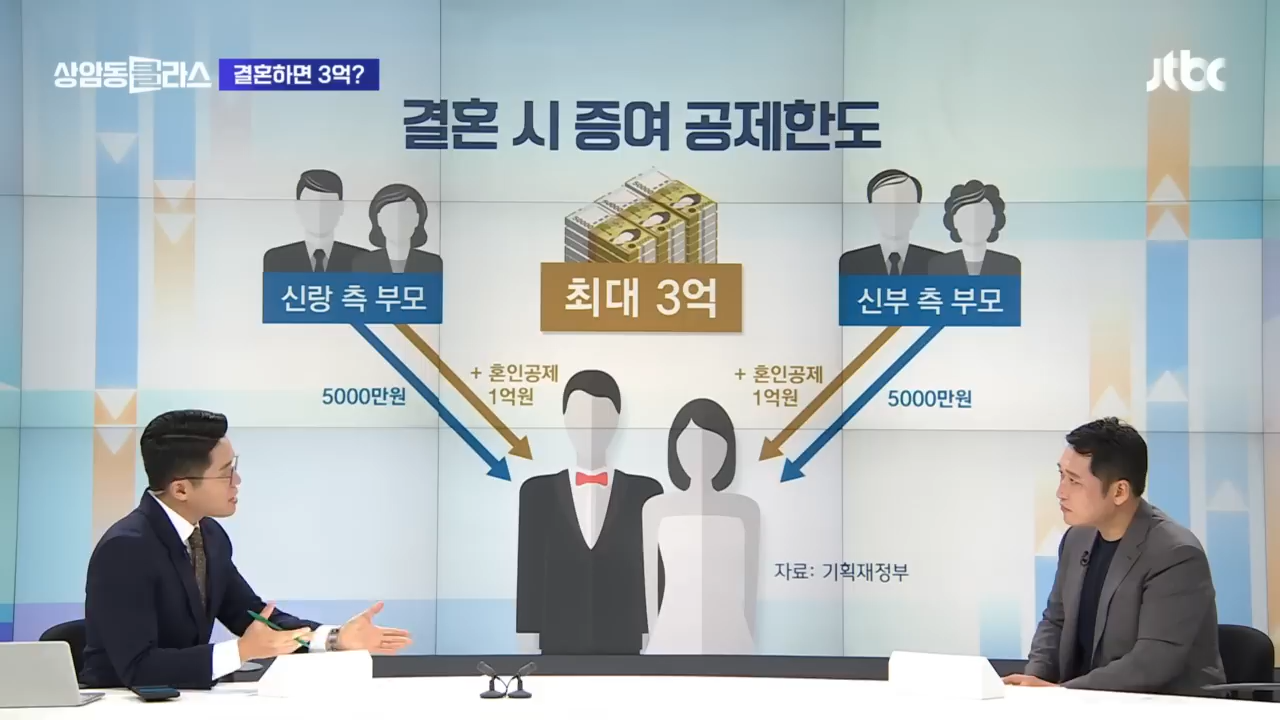 상암동클라스
결혼하면 3억?
jtbc
결혼 시 증여 공제한도
신랑 측 부모
최대 3억
신부 측 부모
+ 혼인공제
1억원
5000만원
+ 혼인공제
1억원
5000만원
자료: 기획재정부